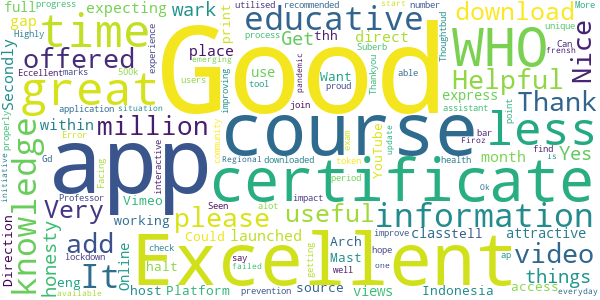 full progress expecting work print educative utilised recommended start number More
gap marks Highly Get thh direct process Suberb unique download
time place Good Thoughtbud Can frensh WHO Nice
offered experience emerging users
Secondly Eccellent 500k use pandemic able Helpful
great application situation improving tool Want proud express assistant Thank
million join YouTube point
knowledge app within downloaded course token exan update month bar Firoz find is less Yes
Error community health
properly Gd Facing Regional certificate Ok
initiative Very Professor interactive period
Direction honesty Vimeo please Seen impact alot useful information
working Could launched Arch improve classtell attractive
add It check Online Mast hope one ap video
lockdown Excellent say well access things
eng halt failed getting views
available host Platform prevention source Indonesia everyday